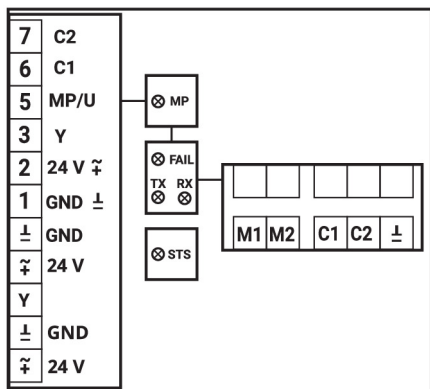 7 C2
6 C1
5 MP/U
3 Y
2 24 V ⩲
1 GND ⊥
⊥ GND
⩲ 24 V
Y
⊥ GND
⩲ 24 V
MP
FAIL
TX RX
STS
M1 M2 C1 C2 ⊥